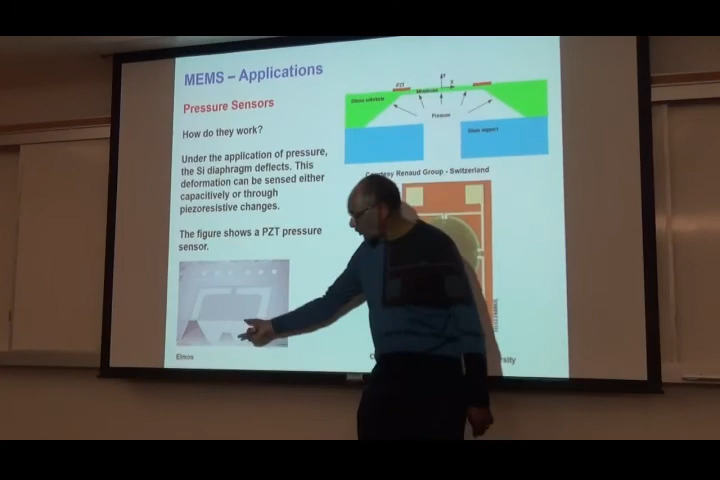 MEMS – Applications
Pressure Sensors
How do they work?
Under the application of pressure,
the Si diaphragm deflects. This
deformation can be sensed either
capacitively or through
piezoresistive changes.
The figure shows a PZT pressure
sensor.
Elmos
PZT
Membrane
X
Pressure
Courtesy Renaud Group - Switzerland